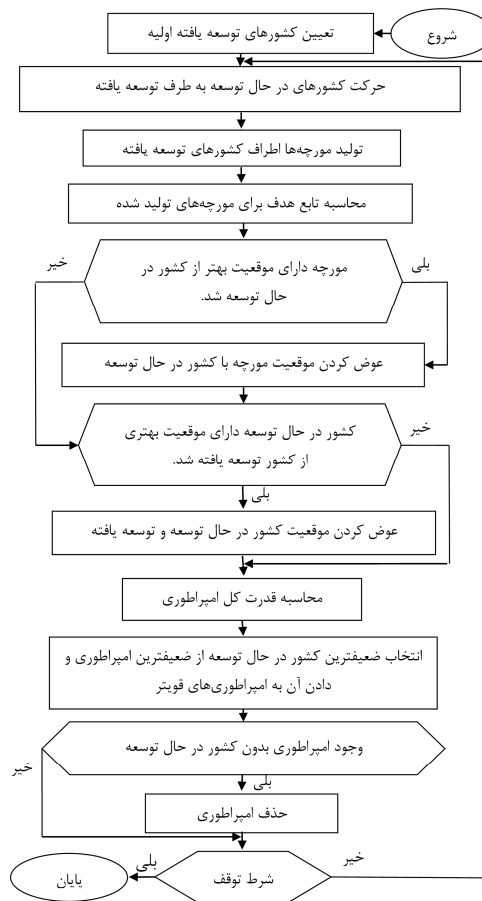 شروع
تعیین کشورهای توسعه یافته اولیه
حرکت کشورهای در حال توسعه به طرف توسعه یافته
تولید مورچه‌ها اطراف کشورهای توسعه یافته
محاسبه تابع هدف برای مورچه‌های تولید شده
مورچه دارای موقعیت بهتر از کشور در
حال توسعه شد.
بلی
خیر
عوض کردن موقعیت مورچه با کشور در حال توسعه
کشور در حال توسعه دارای موقعیت بهتری
از کشور توسعه یافته شد.
خیر
بلی
عوض کردن موقعیت کشور در حال توسعه و توسعه یافته
محاسبه قدرت کل امپراطوری
انتخاب ضعیفترین کشور در حال توسعه از ضعیفترین امپراطوری و
دادن آن به امپراطوری‌های قویتر
وجود امپراطوری بدون کشور در حال توسعه
خیر
بلی
حذف امپراطوری
شرط توقف
خیر
بلی
پایان